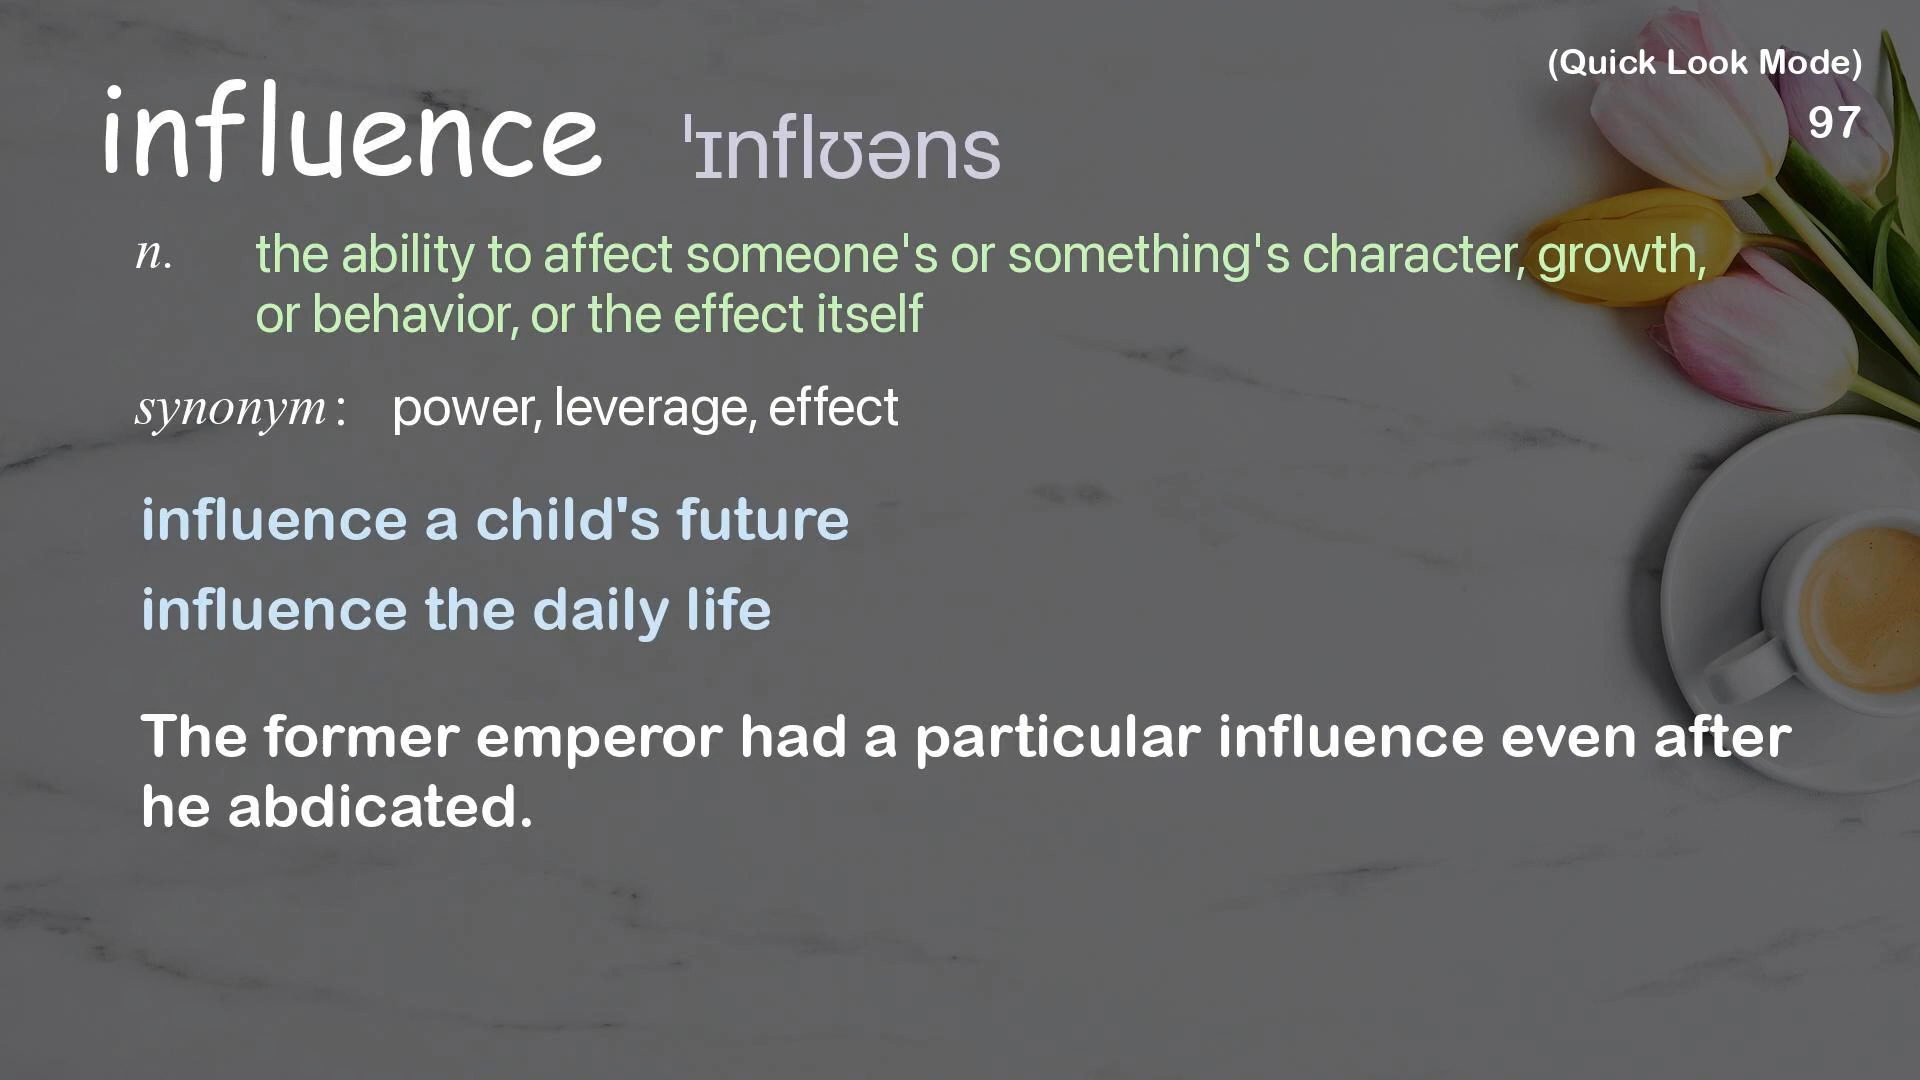 (Quick Look Mode)
97
influence ˈɪnflʊəns
n. the ability to affect someone's or something's character, growth,
or behavior, or the effect itself
synonym : power, leverage, effect
influence a child's future
influence the daily life
The former emperor had a particular influence even after
he abdicated.